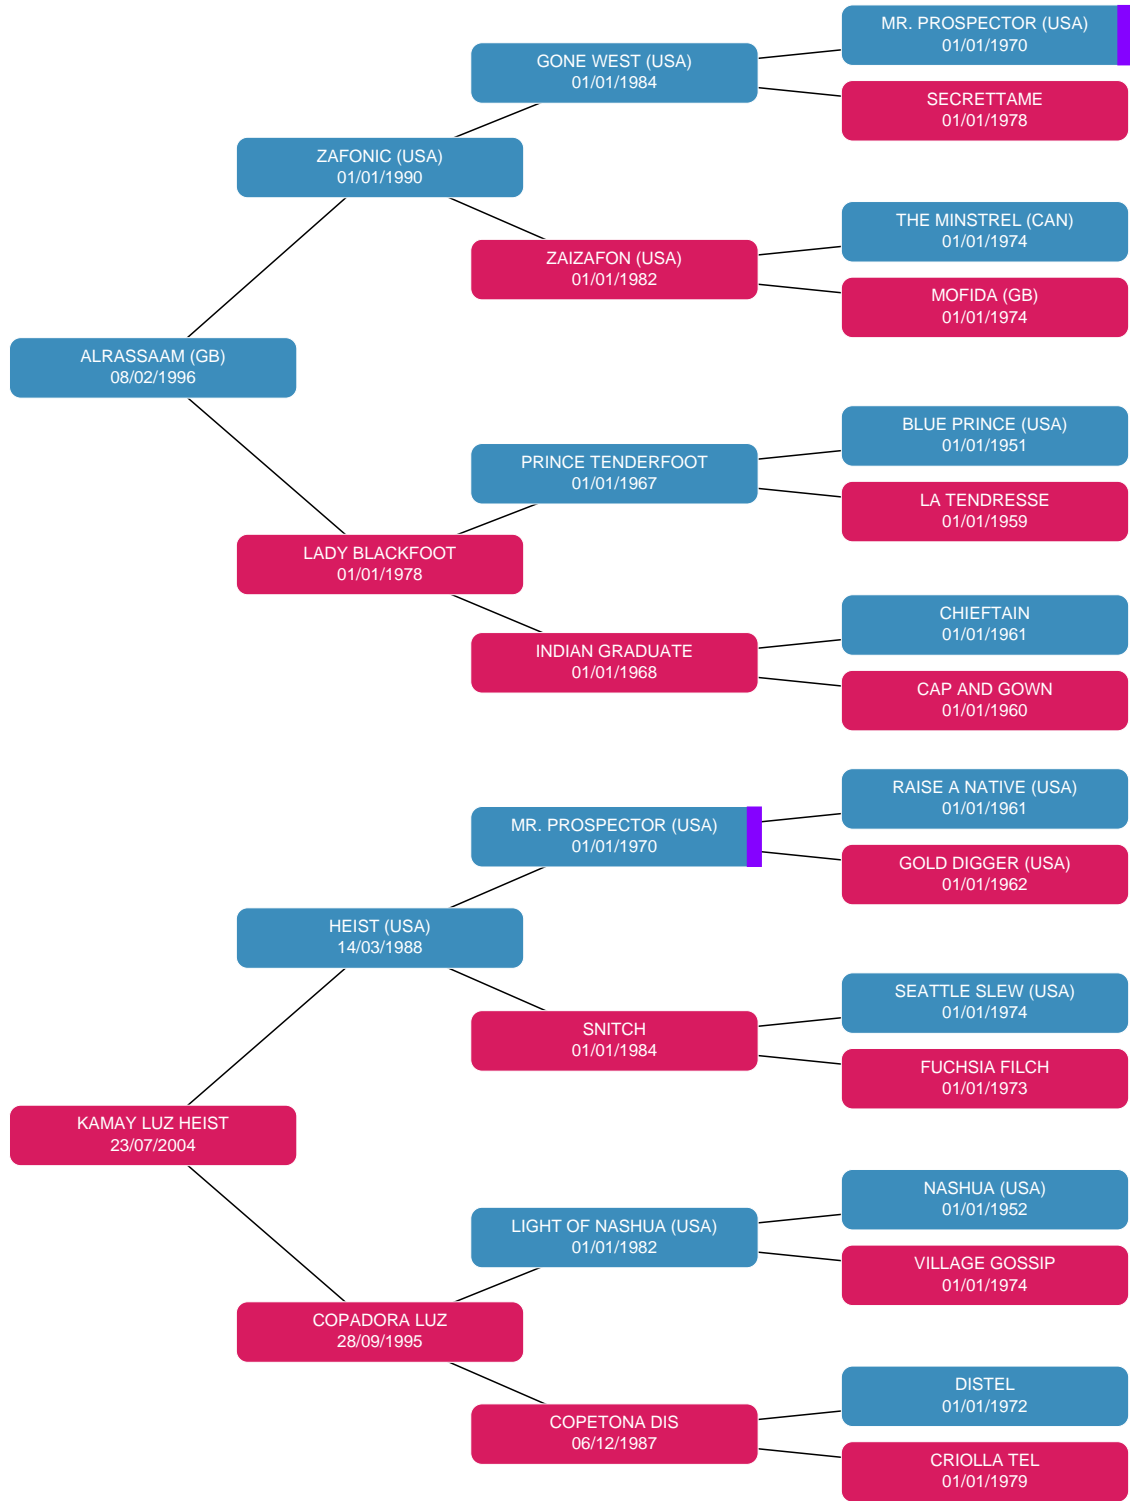 MR. PROSPECTOR (USA)
01/01/1970
GONE WEST (USA)
01/01/1984
SECRETTAME
01/01/1978
ZAFONIC (USA)
01/01/1990
THE MINSTREL (CAN)
01/01/1974
ZAIZAFON (USA)
01/01/1982
MOFIDA (GB)
01/01/1974
ALRASSAAM (GB)
08/02/1996
BLUE PRINCE (USA)
01/01/1951
PRINCE TENDERFOOT
01/01/1967
LA TENDRESSE
01/01/1959
LADY BLACKFOOT
01/01/1978
CHIEFTAIN
01/01/1961
INDIAN GRADUATE
01/01/1968
CAP AND GOWN
01/01/1960
RAISE A NATIVE (USA)
01/01/1961
MR. PROSPECTOR (USA)
01/01/1970
GOLD DIGGER (USA)
01/01/1962
HEIST (USA)
14/03/1988
SEATTLE SLEW (USA)
01/01/1974
SNITCH
01/01/1984
FUCHSIA FILCH
01/01/1973
KAMAY LUZ HEIST
23/07/2004
NASHUA (USA)
01/01/1952
LIGHT OF NASHUA (USA)
01/01/1982
VILLAGE GOSSIP
01/01/1974
COPADORA LUZ
28/09/1995
DISTEL
01/01/1972
COPETONA DIS
06/12/1987
CRIOLLA TEL
01/01/1979